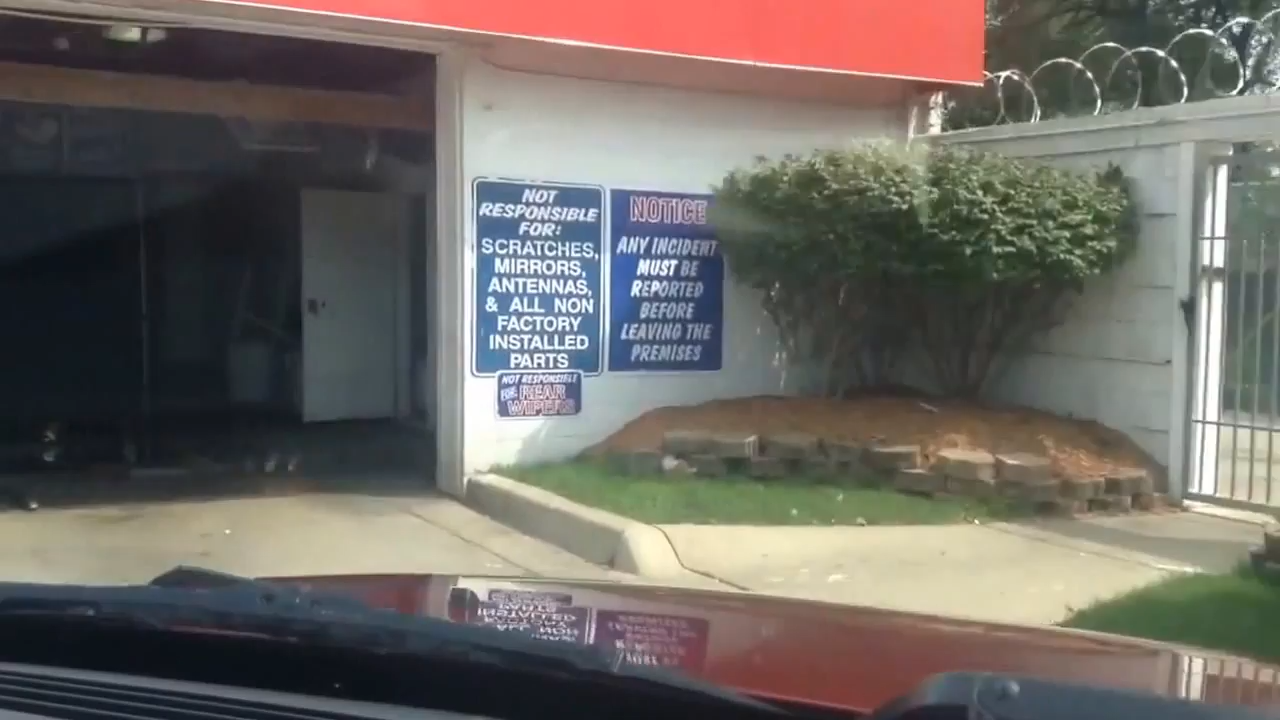 NOT
RESPONSIBLE
FOR:
SCRATCHES,
MIRRORS,
ANTENNAS,
& ALL NON
FACTORY
INSTALLED
PARTS
NOT RESPONSIBLE
FOR REAR
WIPERS
NOTICE
ANY INCIDENT
MUST BE
REPORTED
BEFORE
LEAVING THE
PREMISES